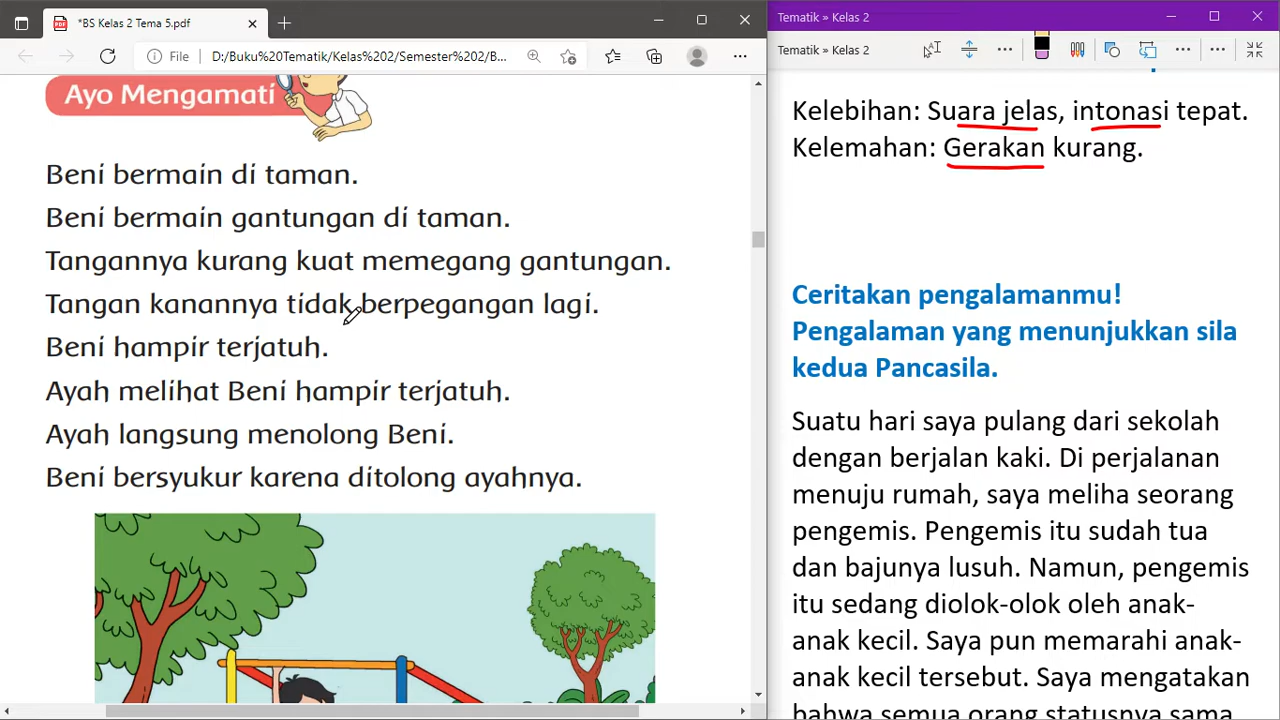 *BS Kelas 2 Tema 5.pdf
File
D:/Buku%20Tematik/Kelas%202/Semester%202/B...
Ayo Mengamati
Beni bermain di taman.
Beni bermain gantungan di taman.
Tangannya kurang kuat memegang gantungan.
Tangan kanannya tidak berpegangan lagi.
Beni hampir terjatuh.
Ayah melihat Beni hampir terjatuh.
Ayah langsung menolong Beni.
Beni bersyukur karena ditolong ayahnya.
Tematik » Kelas 2
Tematik » Kelas 2
Kelebihan: Suara jelas, intonasi tepat.
Kelemahan: Gerakan kurang.
Ceritakan pengalamanmu!
Pengalaman yang menunjukkan sila
kedua Pancasila.
Suatu hari saya pulang dari sekolah
dengan berjalan kaki. Di perjalanan
menuju rumah, saya meliha seorang
pengemis. Pengemis itu sudah tua
dan bajunya lusuh. Namun, pengemis
itu sedang diolok-olok oleh anak-
anak kecil. Saya pun memarahi anak-
anak kecil tersebut. Saya mengatakan
bahwa semua orang statusnya sama